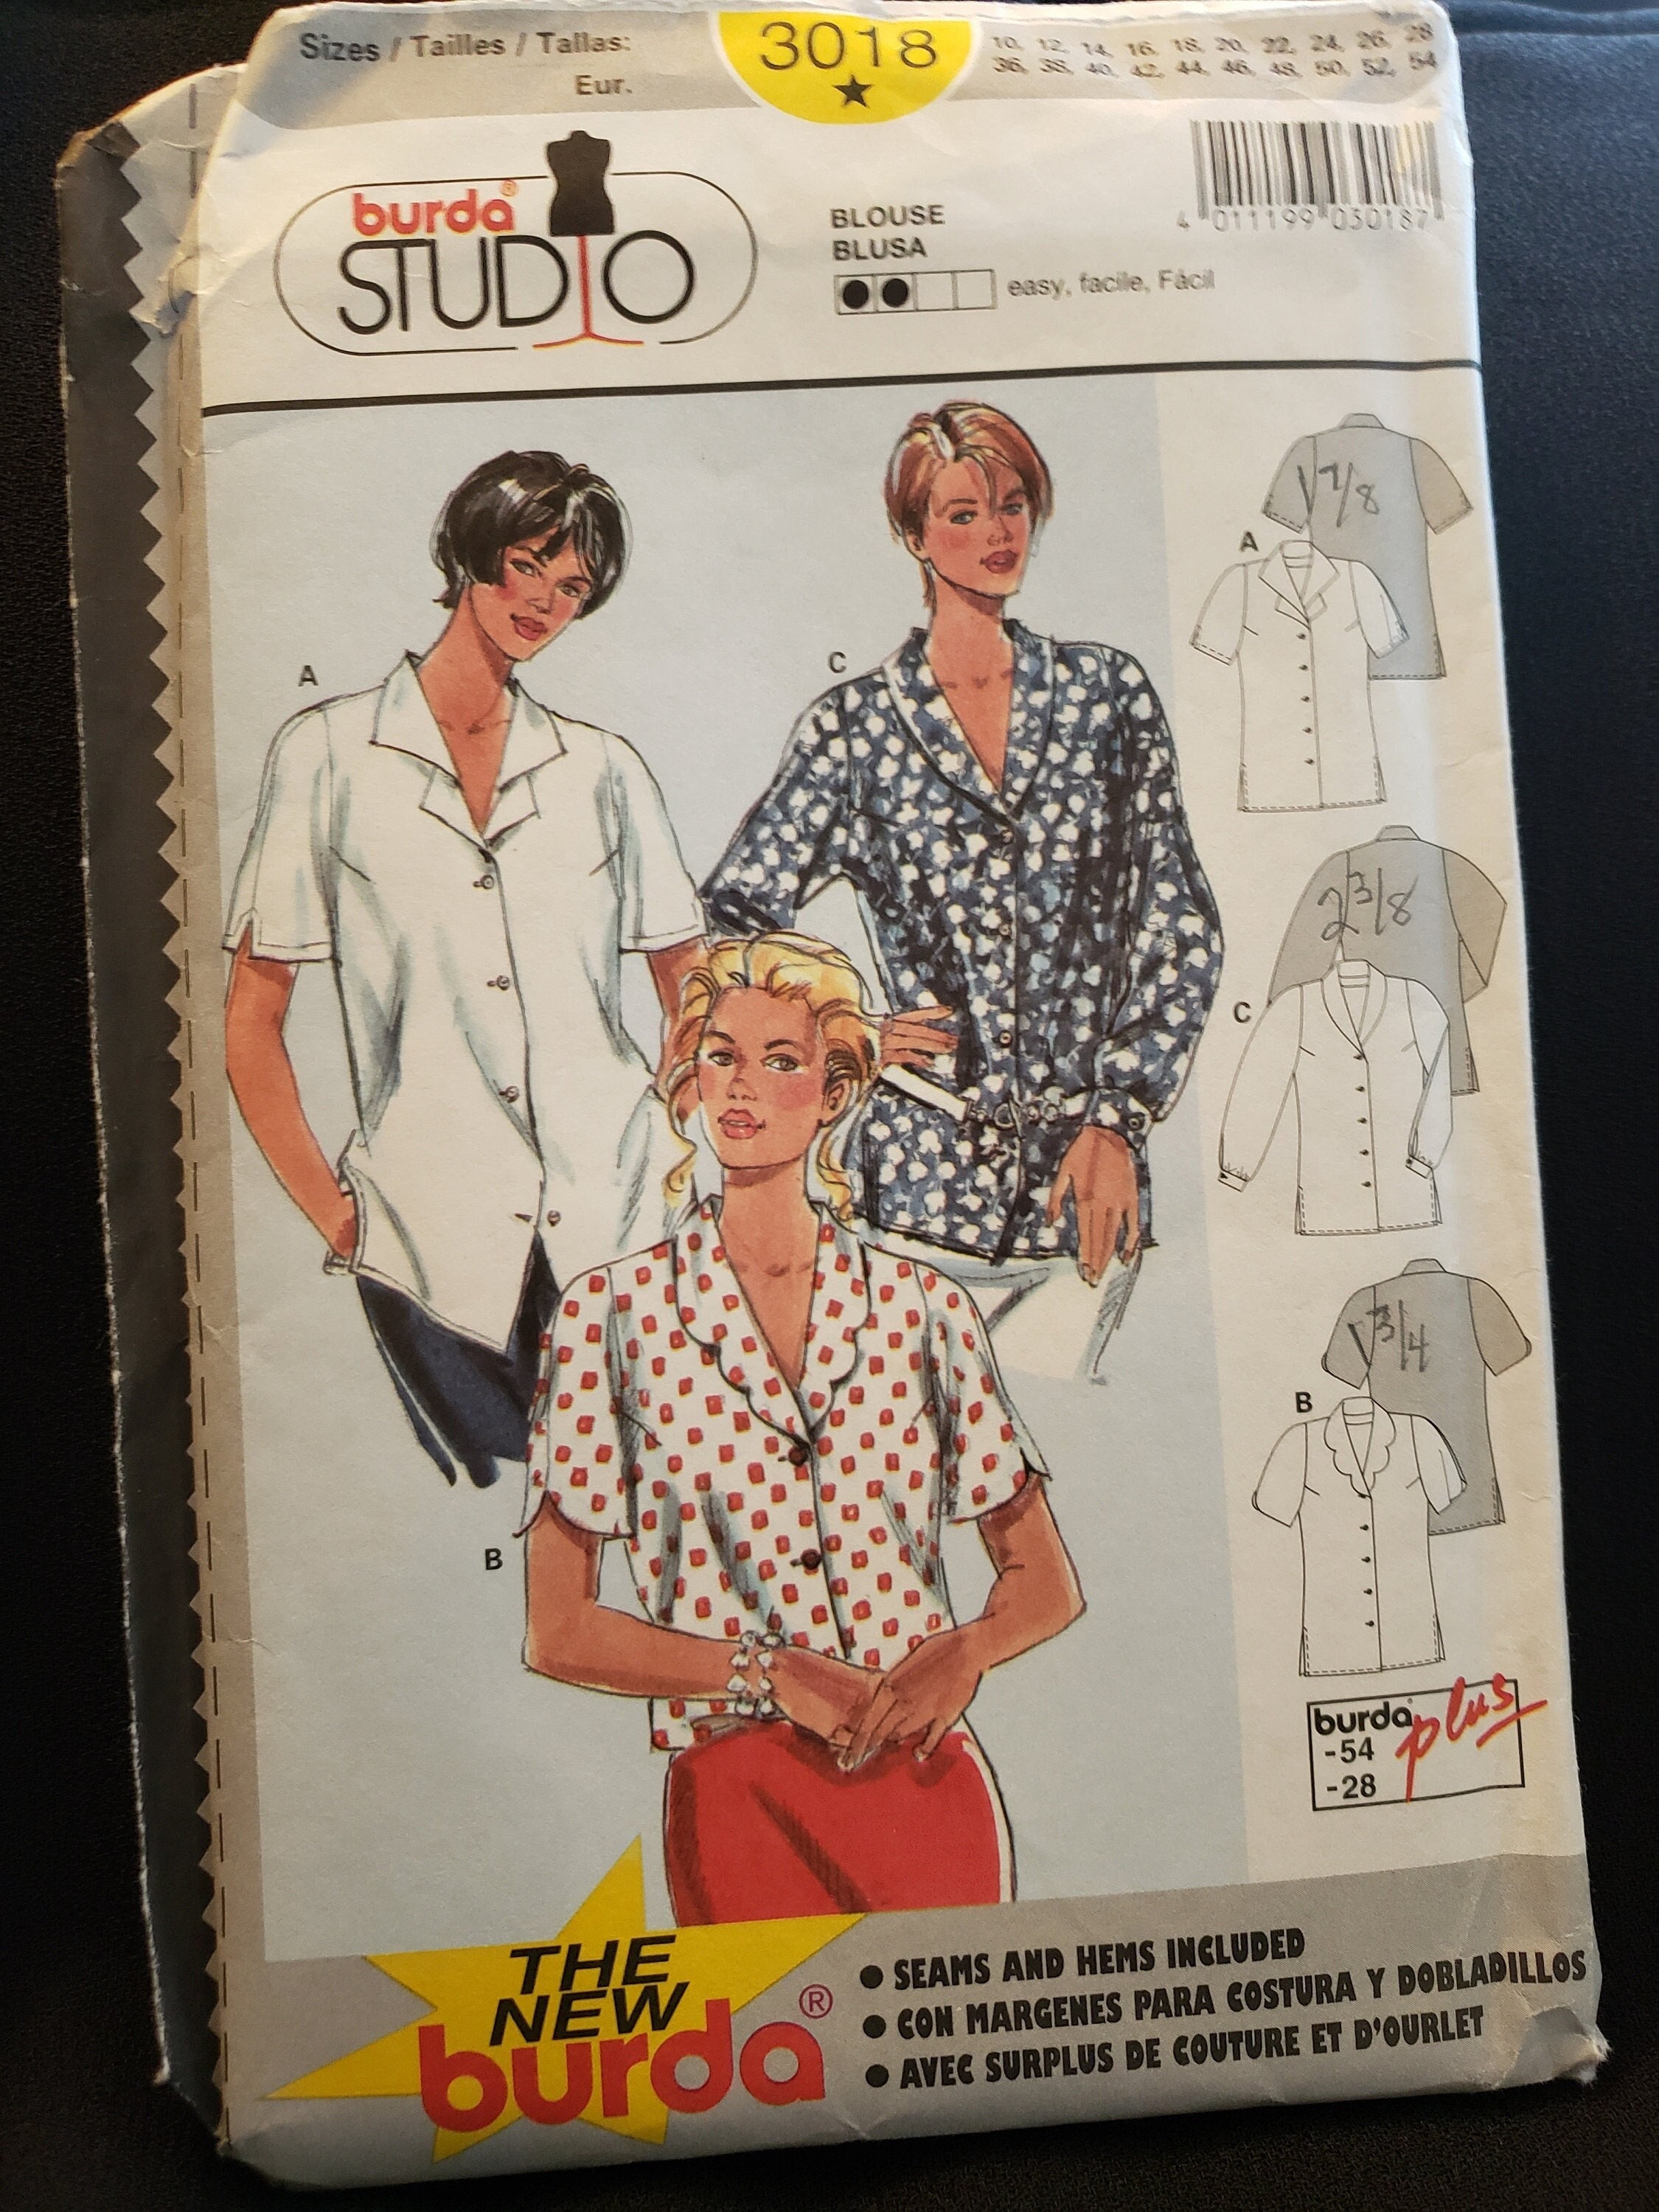 Sizes / Tailles / Tallas:
Eur.
3018
10, 12, 14, 16, 18, 20, 22, 24, 26, 28
36, 38, 40, 42, 44, 46, 48, 50, 52, 54
burda®
STUDIO
BLOUSE
BLUSA
easy, facile, Fácil
4 011199 030187
A
C
B
1 7/8
A
2 3/8
C
1 3/4
B
burda plus
-54
-28
THE
NEW
burda®
● SEAMS AND HEMS INCLUDED
● CON MARGENES PARA COSTURA Y DOBLADILLOS
● AVEC SURPLUS DE COUTURE ET D'OURLET